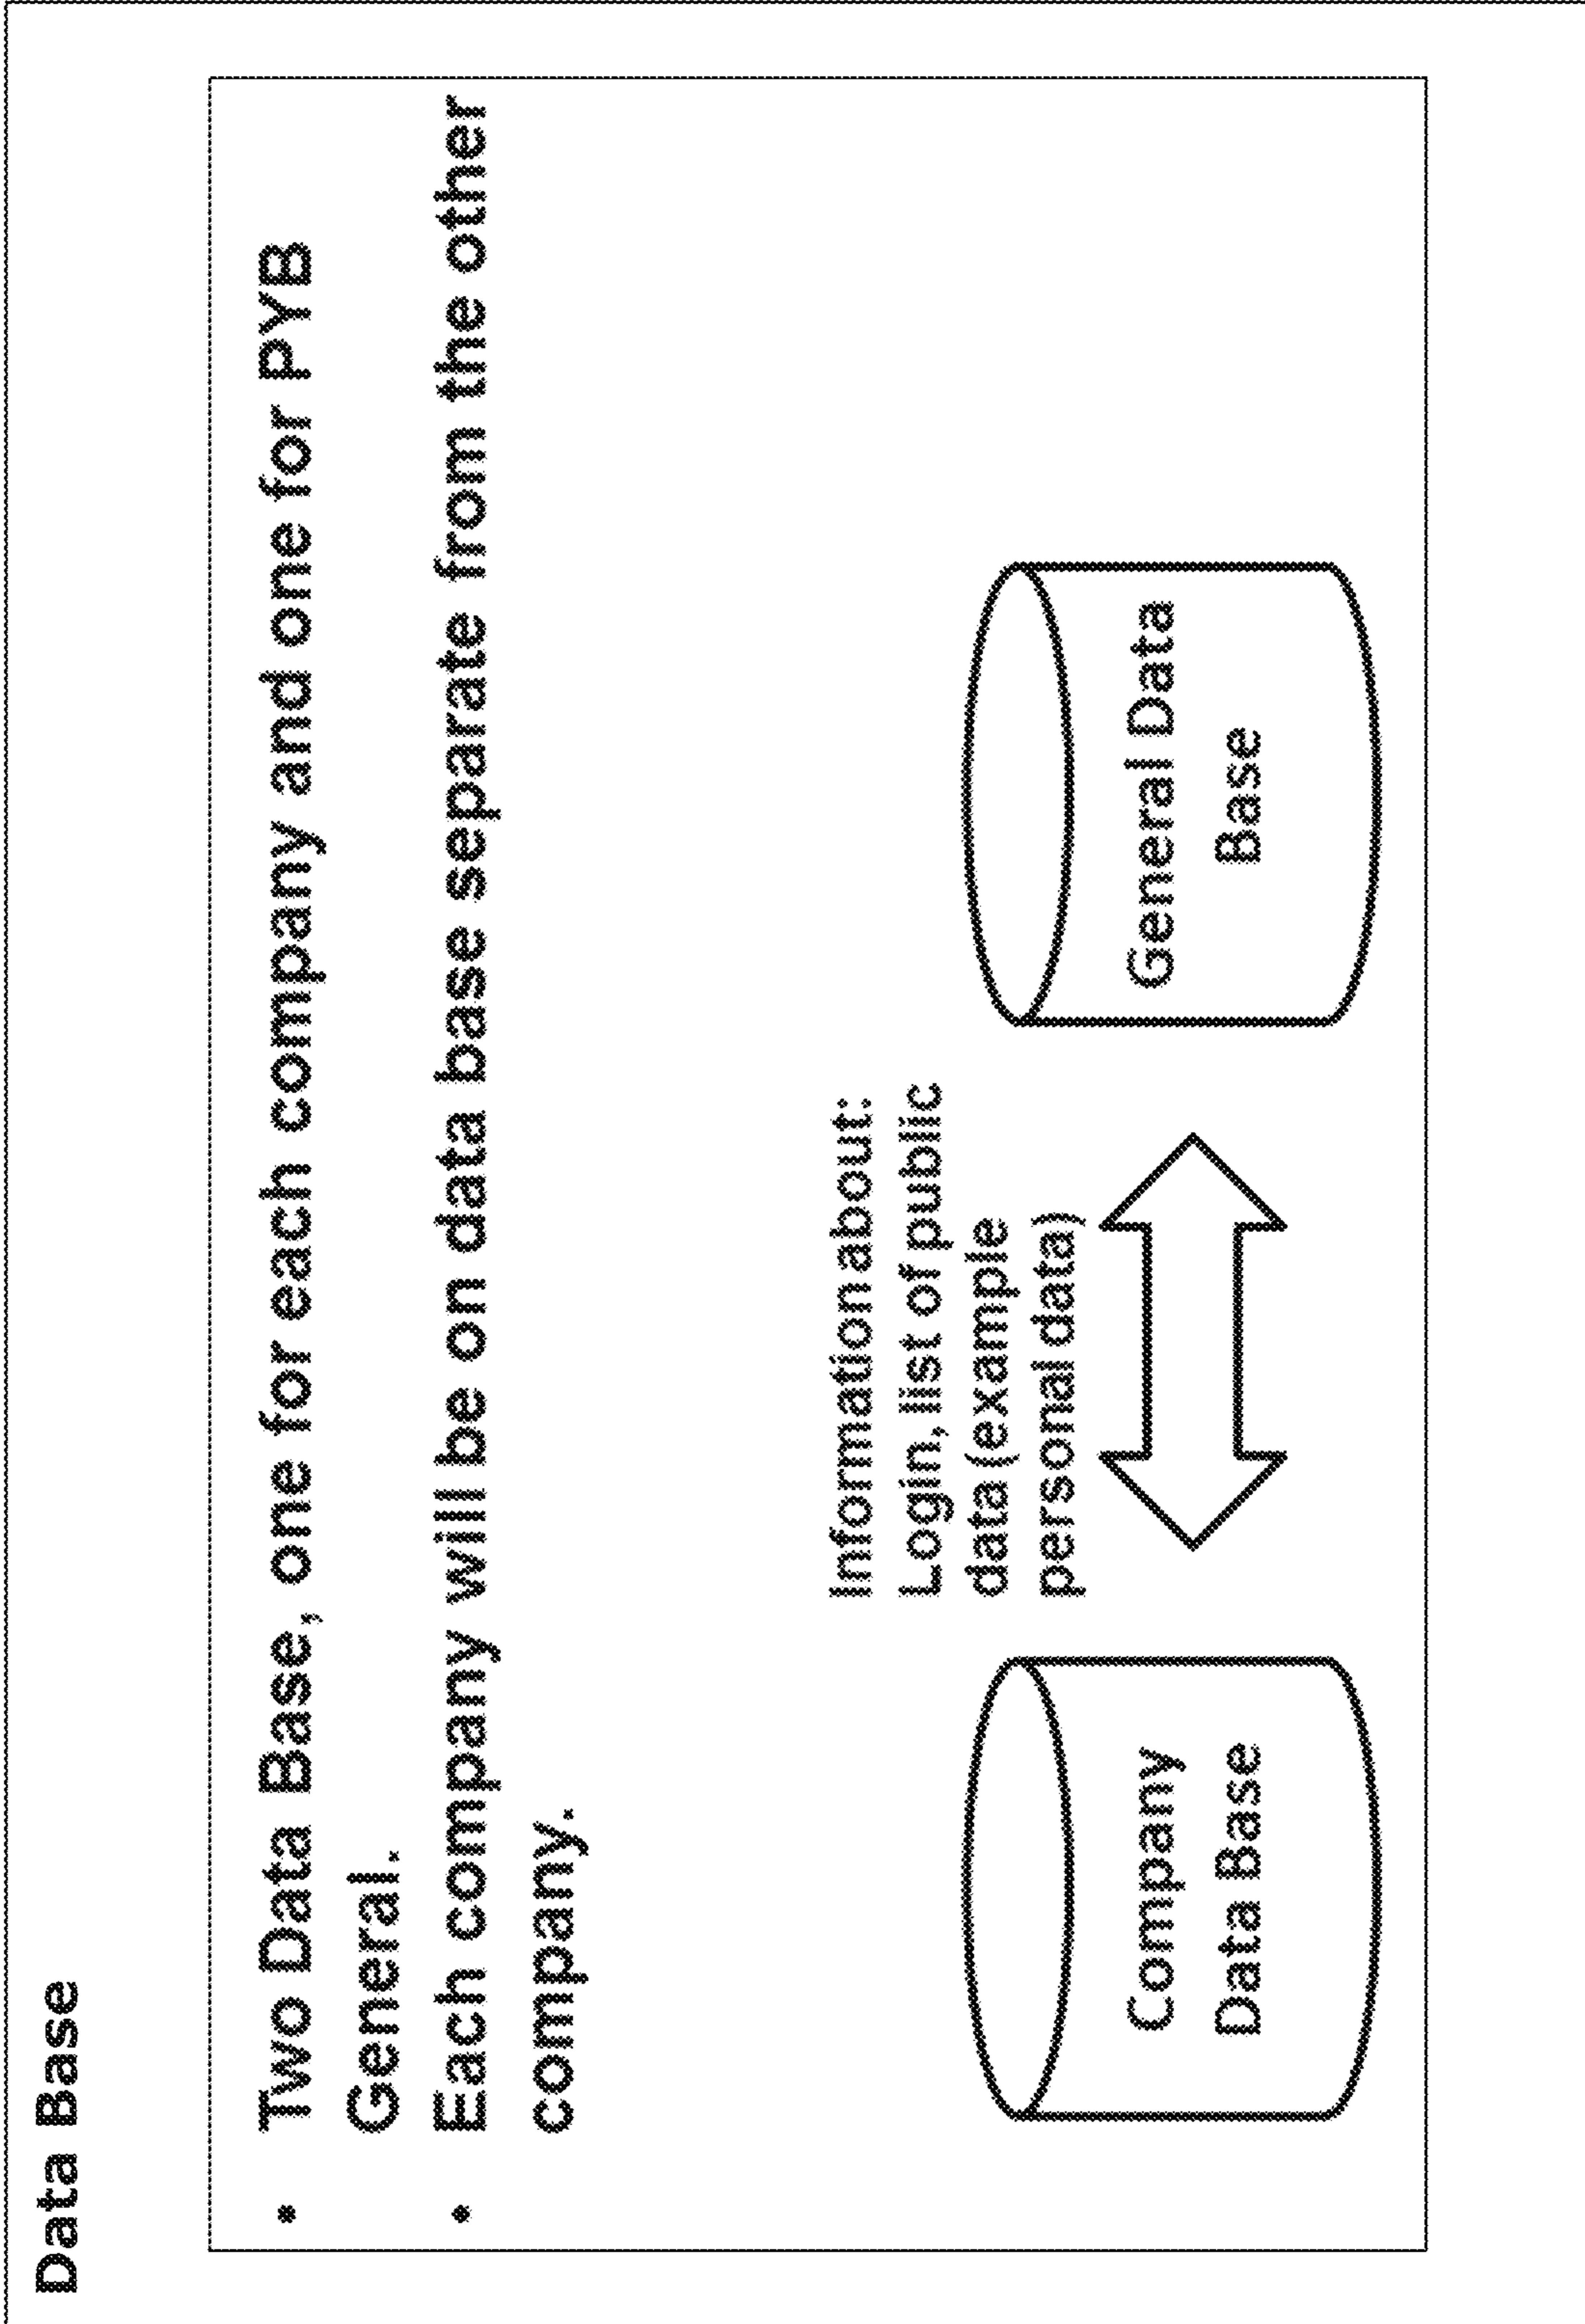 Data Base
• Two Data Base, one for each company and one for PYB
General.
• Each company will be on data base separate from the other
company.
Information about:
Login, list of public
data (example
personal data)
Company
Data Base
General Data
Base